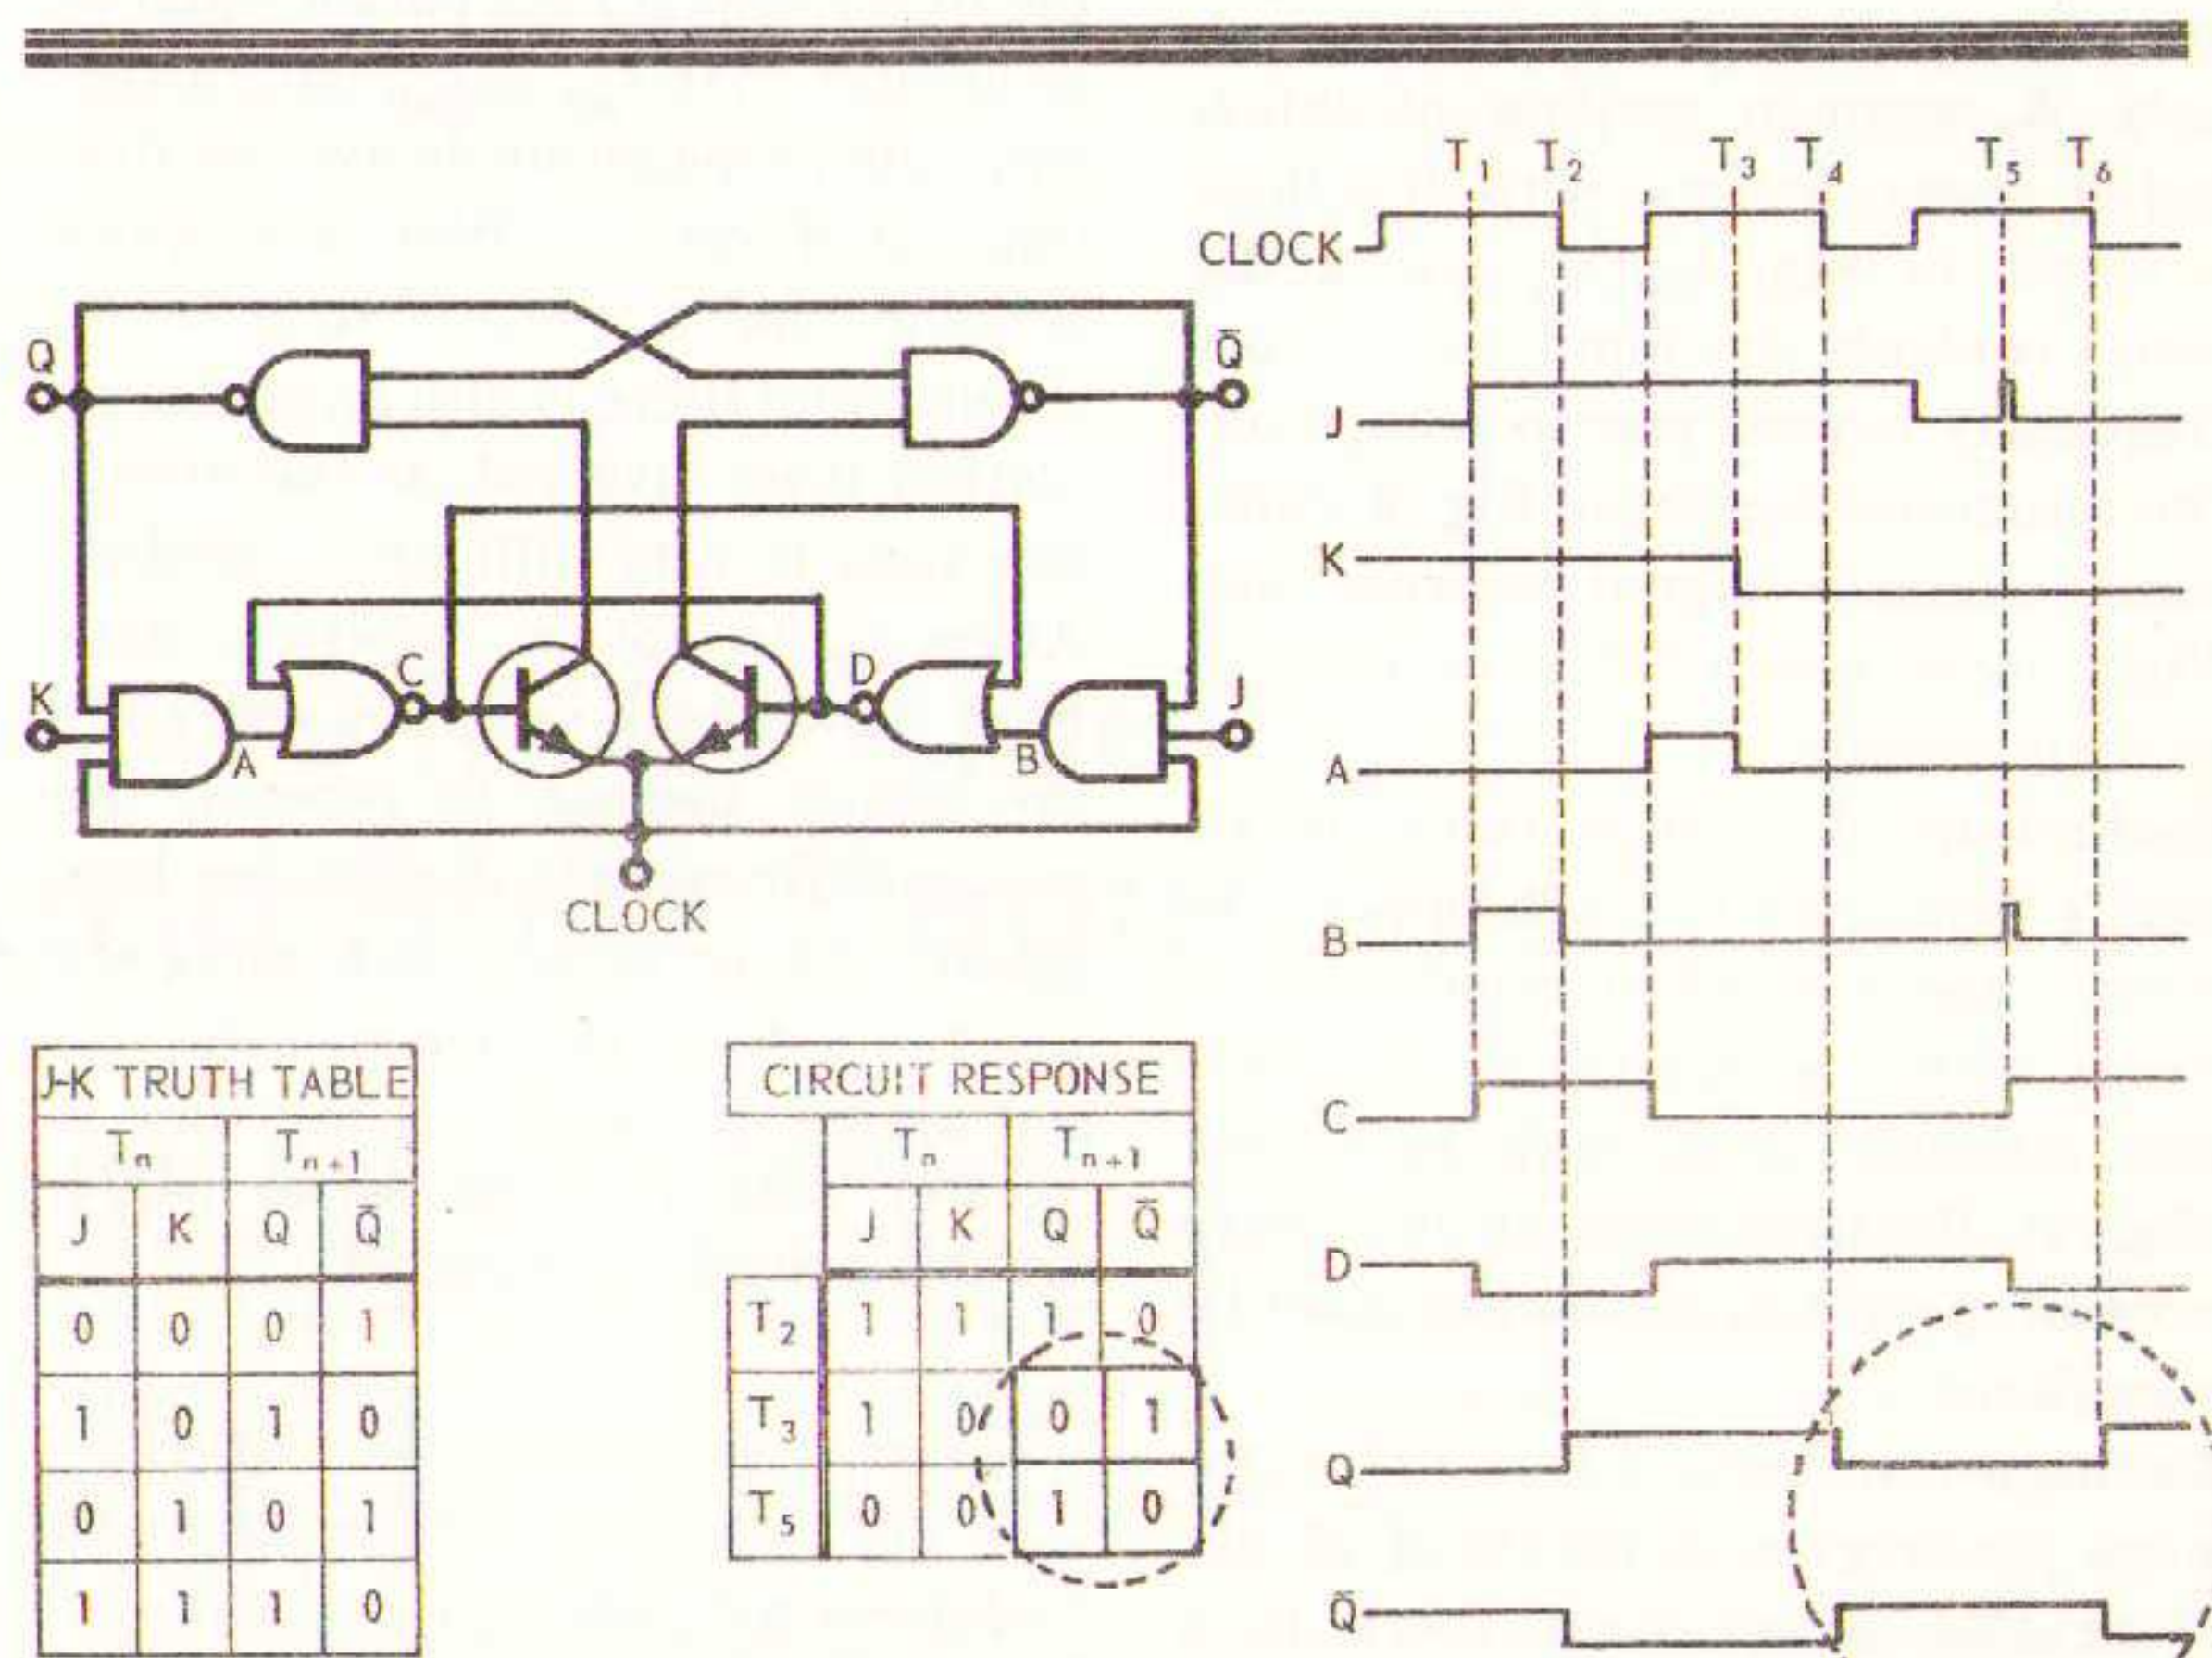 T1 T2 T3 T4 T5 T6
CLOCK
Q
Q̄
J
K
C
D
K
J
A
B
A
CLOCK
B
J-K TRUTH TABLE
Tn Tn+1
J K Q Q̄
0 0 0 1
1 0 1 0
0 1 0 1
1 1 1 0
CIRCUIT RESPONSE
Tn Tn+1
J K Q Q̄
T2 1 1 1 0
T3 1 0 0 1
T5 0 0 1 0
C
D
Q
Q̄